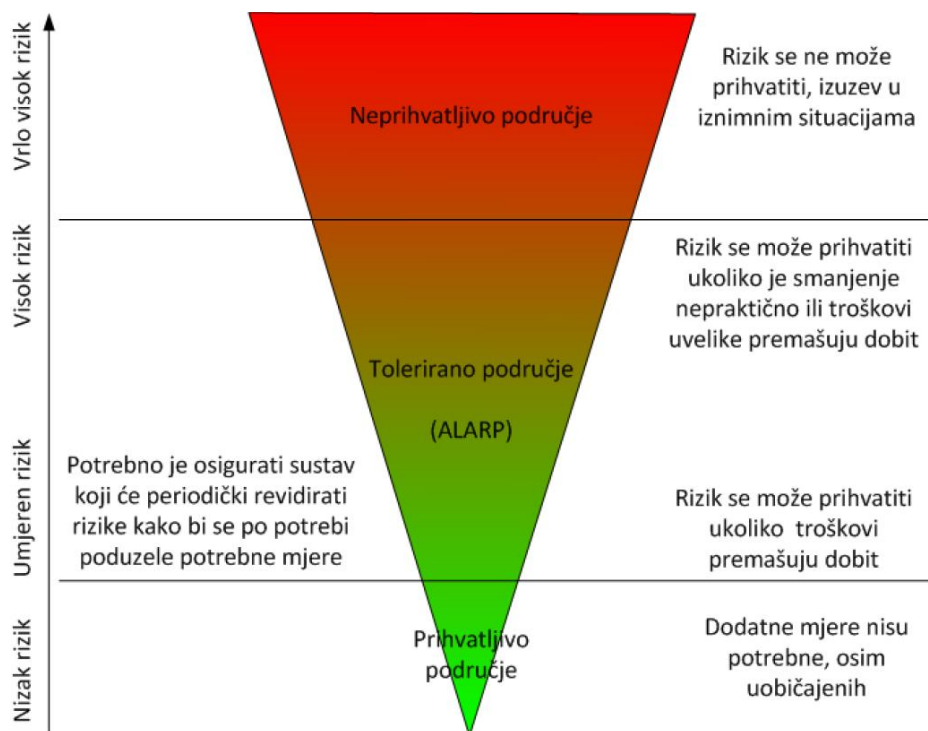 Vrlo visok rizik
Neprihvatljivo područje
Rizik se ne može
prihvatiti, izuzev u
iznimnim situacijama
Visok rizik
Rizik se može prihvatiti
ukoliko je smanjenje
nepraktično ili troškovi
uvelike premašuju dobit
Tolerirano područje
(ALARP)
Umjeren rizik
Potrebno je osigurati sustav
koji će periodički revidirati
rizike kako bi se po potrebi
poduzele potrebne mjere
Rizik se može prihvatiti
ukoliko troškovi
premašuju dobit
Nizak rizik
Prihvatljivo
područje
Dodatne mjere nisu
potrebne, osim
uobičajenih